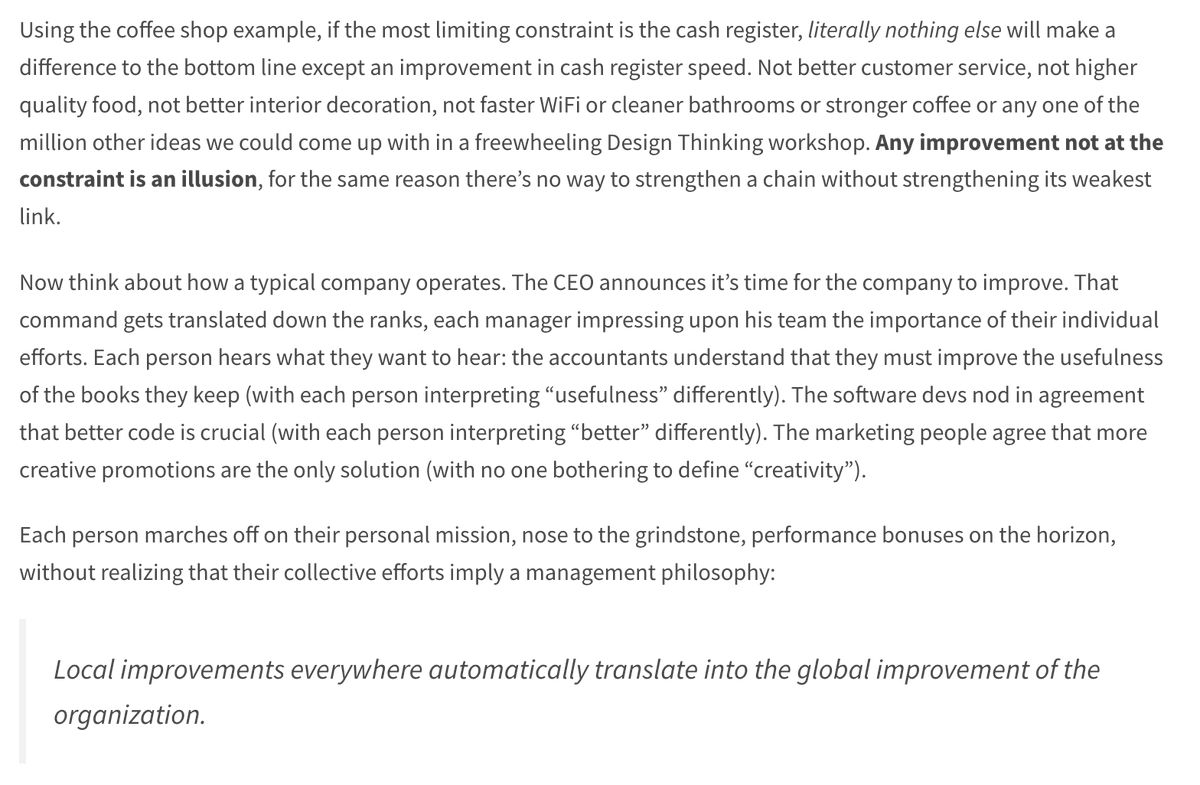 Using the coffee shop example, if the most limiting constraint is the cash register, literally nothing else will make a
difference to the bottom line except an improvement in cash register speed. Not better customer service, not higher
quality food, not better interior decoration, not faster WiFi or cleaner bathrooms or stronger coffee or any one of the
million other ideas we could come up with in a freewheeling Design Thinking workshop. Any improvement not at the
constraint is an illusion, for the same reason there’s no way to strengthen a chain without strengthening its weakest
link.
Now think about how a typical company operates. The CEO announces it’s time for the company to improve. That
command gets translated down the ranks, each manager impressing upon his team the importance of their individual
efforts. Each person hears what they want to hear: the accountants understand that they must improve the usefulness
of the books they keep (with each person interpreting “usefulness” differently). The software devs nod in agreement
that better code is crucial (with each person interpreting “better” differently). The marketing people agree that more
creative promotions are the only solution (with no one bothering to define “creativity”).
Each person marches off on their personal mission, nose to the grindstone, performance bonuses on the horizon,
without realizing that their collective efforts imply a management philosophy:
Local improvements everywhere automatically translate into the global improvement of the
organization.